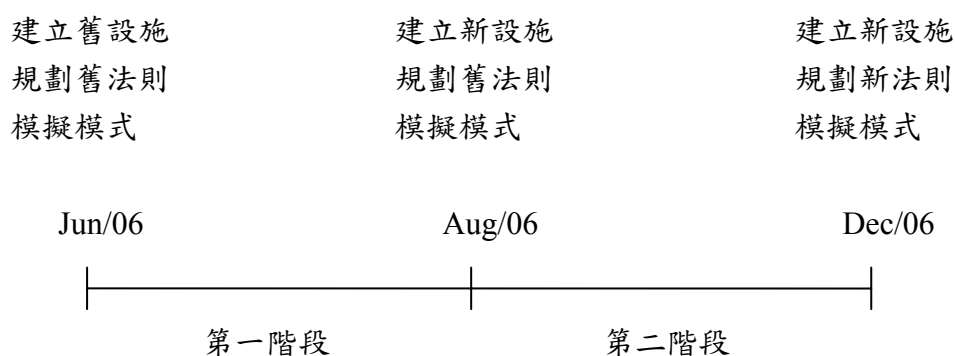 建立舊設施
規劃舊法則
模擬模式
建立新設施
規劃舊法則
模擬模式
建立新設施
規劃新法則
模擬模式
Jun/06
Aug/06
Dec/06
第一階段
第二階段